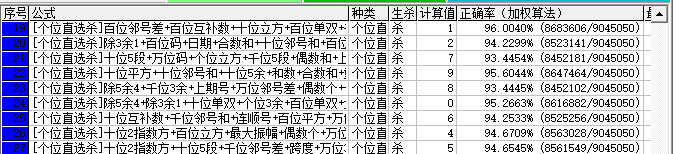 序号 公式 种类 生杀 计算值 正确率（加权算法）
19 [个位直选杀]百位邻号差+百位互补数+十位立方+百位单双+ 个位直 杀 1 96.0040% (8683606/9045050)
20 [个位直选杀]除3余1+百位码+日期+合数和+十位邻号和+百位 个位直 杀 2 94.2299% (8523141/9045050)
21 [个位直选杀]十位5段+万位码+个位立方+千位5段+偶数和+上 个位直 杀 7 93.4454% (8452181/9045050)
22 [个位直选杀]十位平方+十位邻号和+十位5余+和数+合数和+ 个位直 杀 9 95.6044% (8647464/9045050)
23 [个位直选杀]除5余4+千位3余+上期号+万位邻号差+偶数个+ 个位直 杀 8 93.4445% (8452102/9045050)
24 [个位直选杀]除5余4+除3余1+十位单双+个位3余+百位单双+ 个位直 杀 0 95.2663% (8616882/9045050)
25 [个位直选杀]十位互补数+千位邻号和+连顺号+百位平方+万 个位直 杀 6 94.2533% (8525256/9045050)
26 [个位直选杀]十位2指数方+百位立方+最大振幅+偶数个+万位 个位直 杀 4 94.6709% (8563028/9045050)
27 [个位直选杀]十位2指数方+十位5段+千位邻号差+跨度+万位 个位直 杀 5 94.6545% (8561549/9045050)